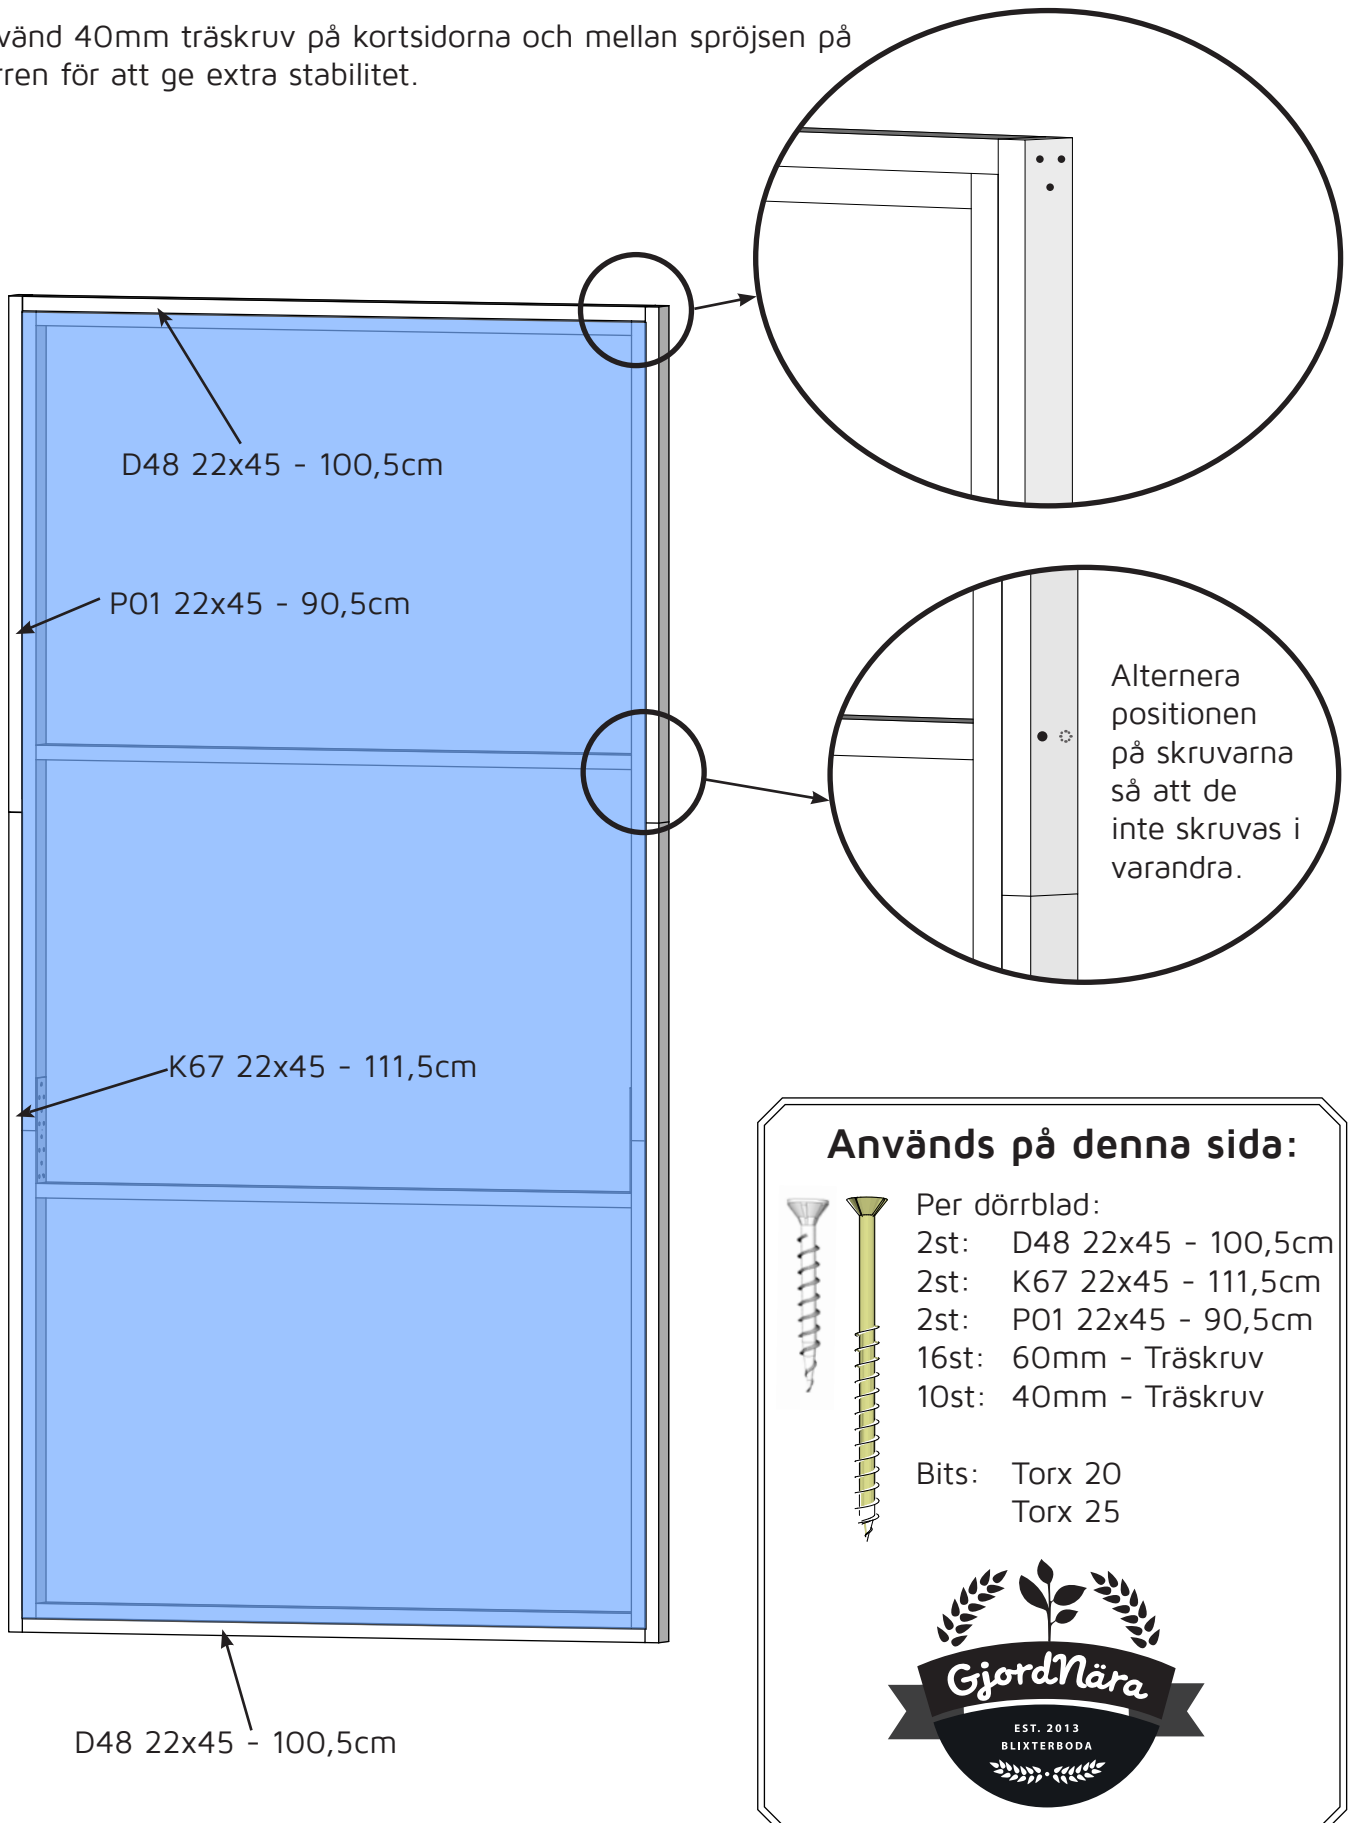 40mm träskruv på kortsidorna och mellan spröjsen på
för att ge extra stabilitet.
D48 22x45 - 100,5cm
P01 22x45 - 90,5cm
Alternera
positionen
på skruvarna
så att de
inte skruvas i
varandra.
K67 22x45 - 111,5cm
D48 22x45 - 100,5cm
Används på denna sida:
Per dörrblad:
2st: D48 22x45 - 100,5cm
2st: K67 22x45 - 111,5cm
2st: P01 22x45 - 90,5cm
16st: 60mm - Träskruv
10st: 40mm - Träskruv
Bits: Torx 20
Torx 25
GjordNära
EST. 2013
BLIXTERBODA